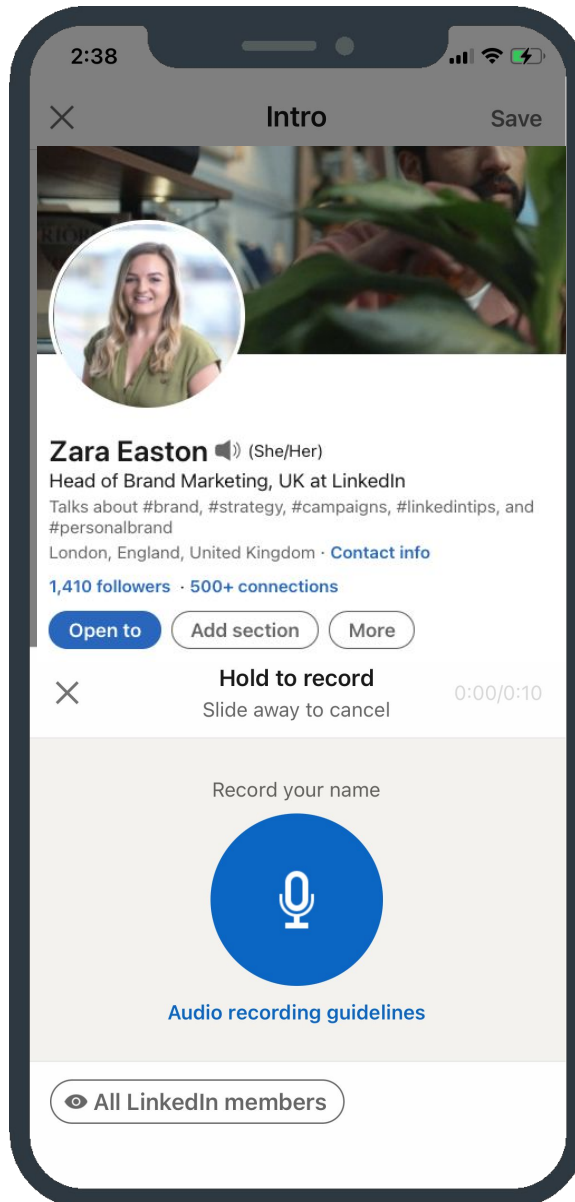 2:38
Intro Save
Zara Easton (She/Her)
Head of Brand Marketing, UK at LinkedIn
Talks about #brand, #strategy, #campaigns, #linkedintips, and
#personalbrand
London, England, United Kingdom · Contact info
1,410 followers · 500+ connections
Open to Add section More
Hold to record
Slide away to cancel
0:00/0:10
Record your name
Audio recording guidelines
All LinkedIn members